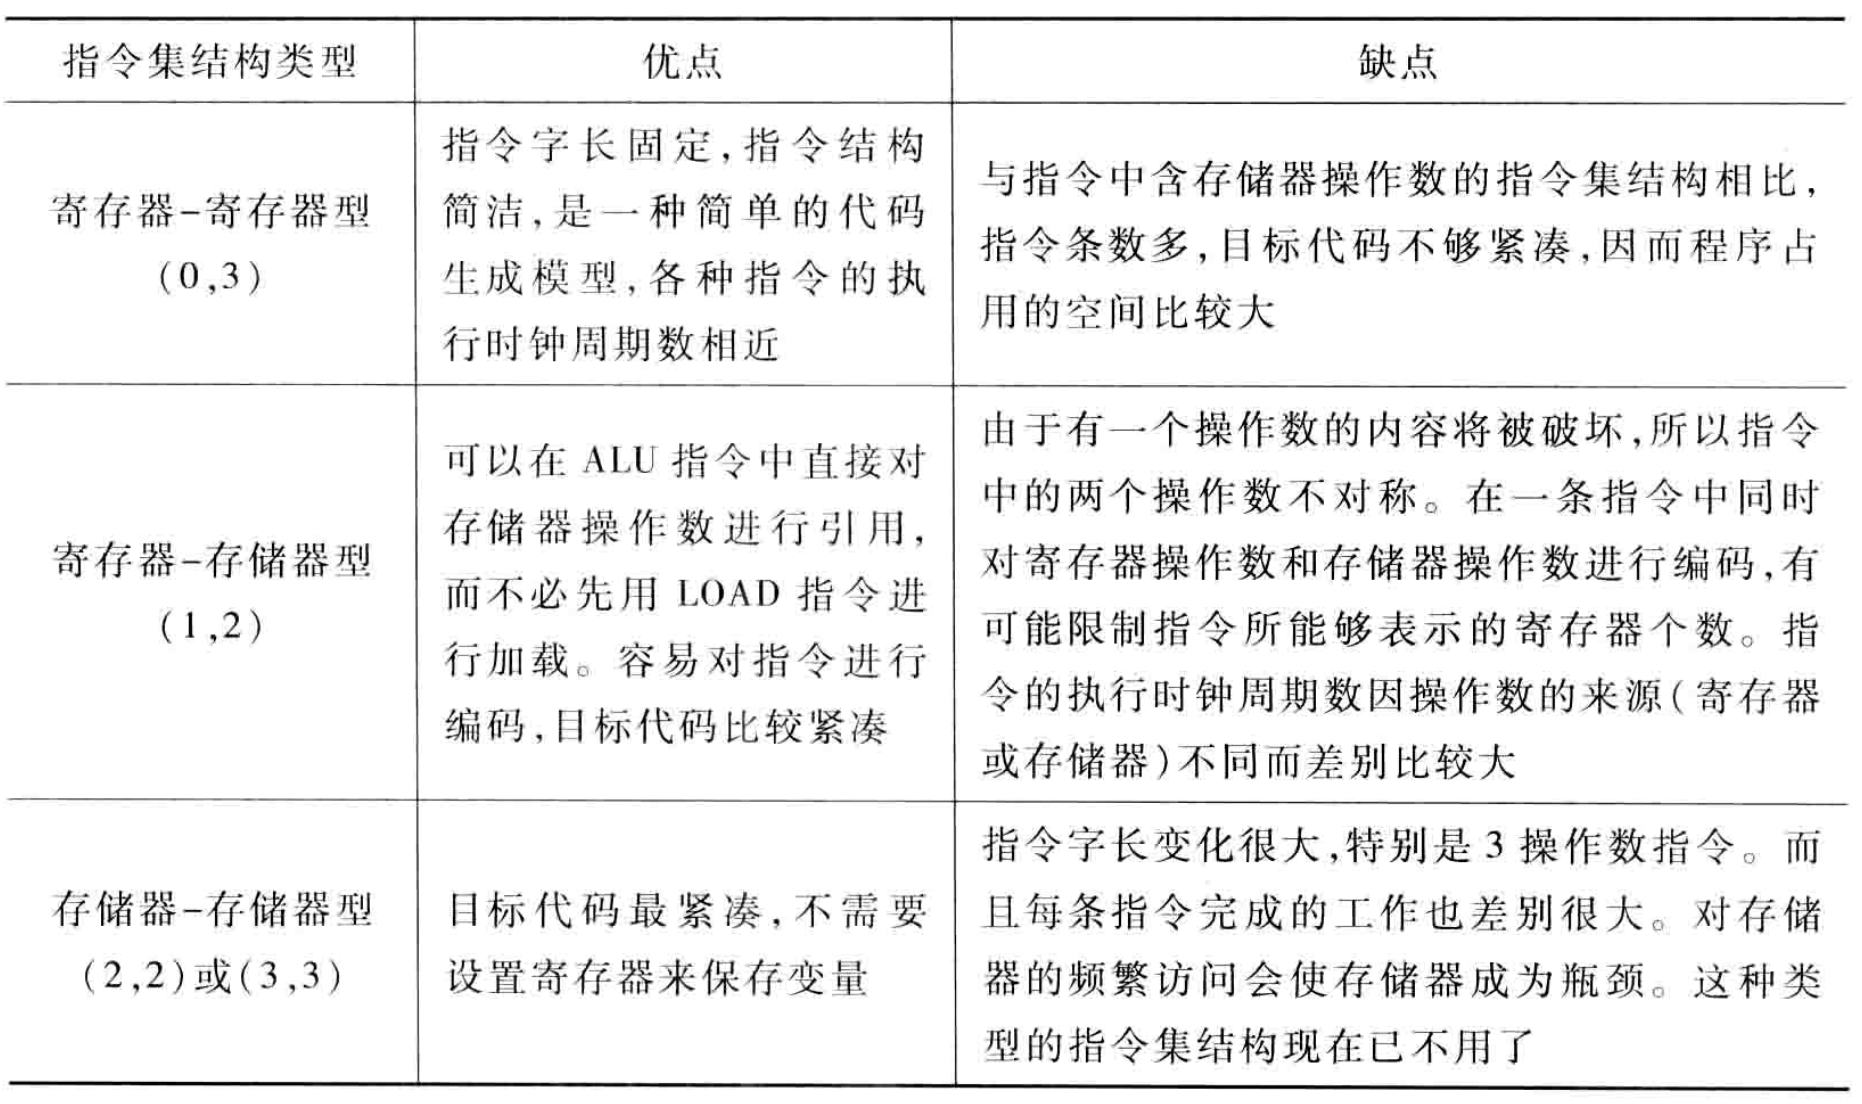 指令集结构类型
优点
缺点
寄存器-寄存器型
(0,3)
指令字长固定,指令结构
简洁,是一种简单的代码
生成模型,各种指令的执
行时钟周期数相近
与指令中含存储器操作数的指令集结构相比,
指令条数多,目标代码不够紧凑,因而程序占
用的空间比较大
寄存器-存储器型
(1,2)
可以在 ALU 指令中直接对
存储器操作数进行引用,
而不必先用 LOAD 指令进
行加载。容易对指令进行
编码,目标代码比较紧凑
由于有一个操作数的内容将被破坏,所以指令
中的两个操作数不对称。在一条指令中同时
对寄存器操作数和存储器操作数进行编码,有
可能限制指令所能够表示的寄存器个数。指
令的执行时钟周期数因操作数的来源(寄存器
或存储器)不同而差别比较大
存储器-存储器型
(2,2)或(3,3)
目标代码最紧凑,不需要
设置寄存器来保存变量
指令字长变化很大,特别是 3 操作数指令。而
且每条指令完成的工作也差别很大。对存储
器的频繁访问会使存储器成为瓶颈。这种类
型的指令集结构现在已不用了